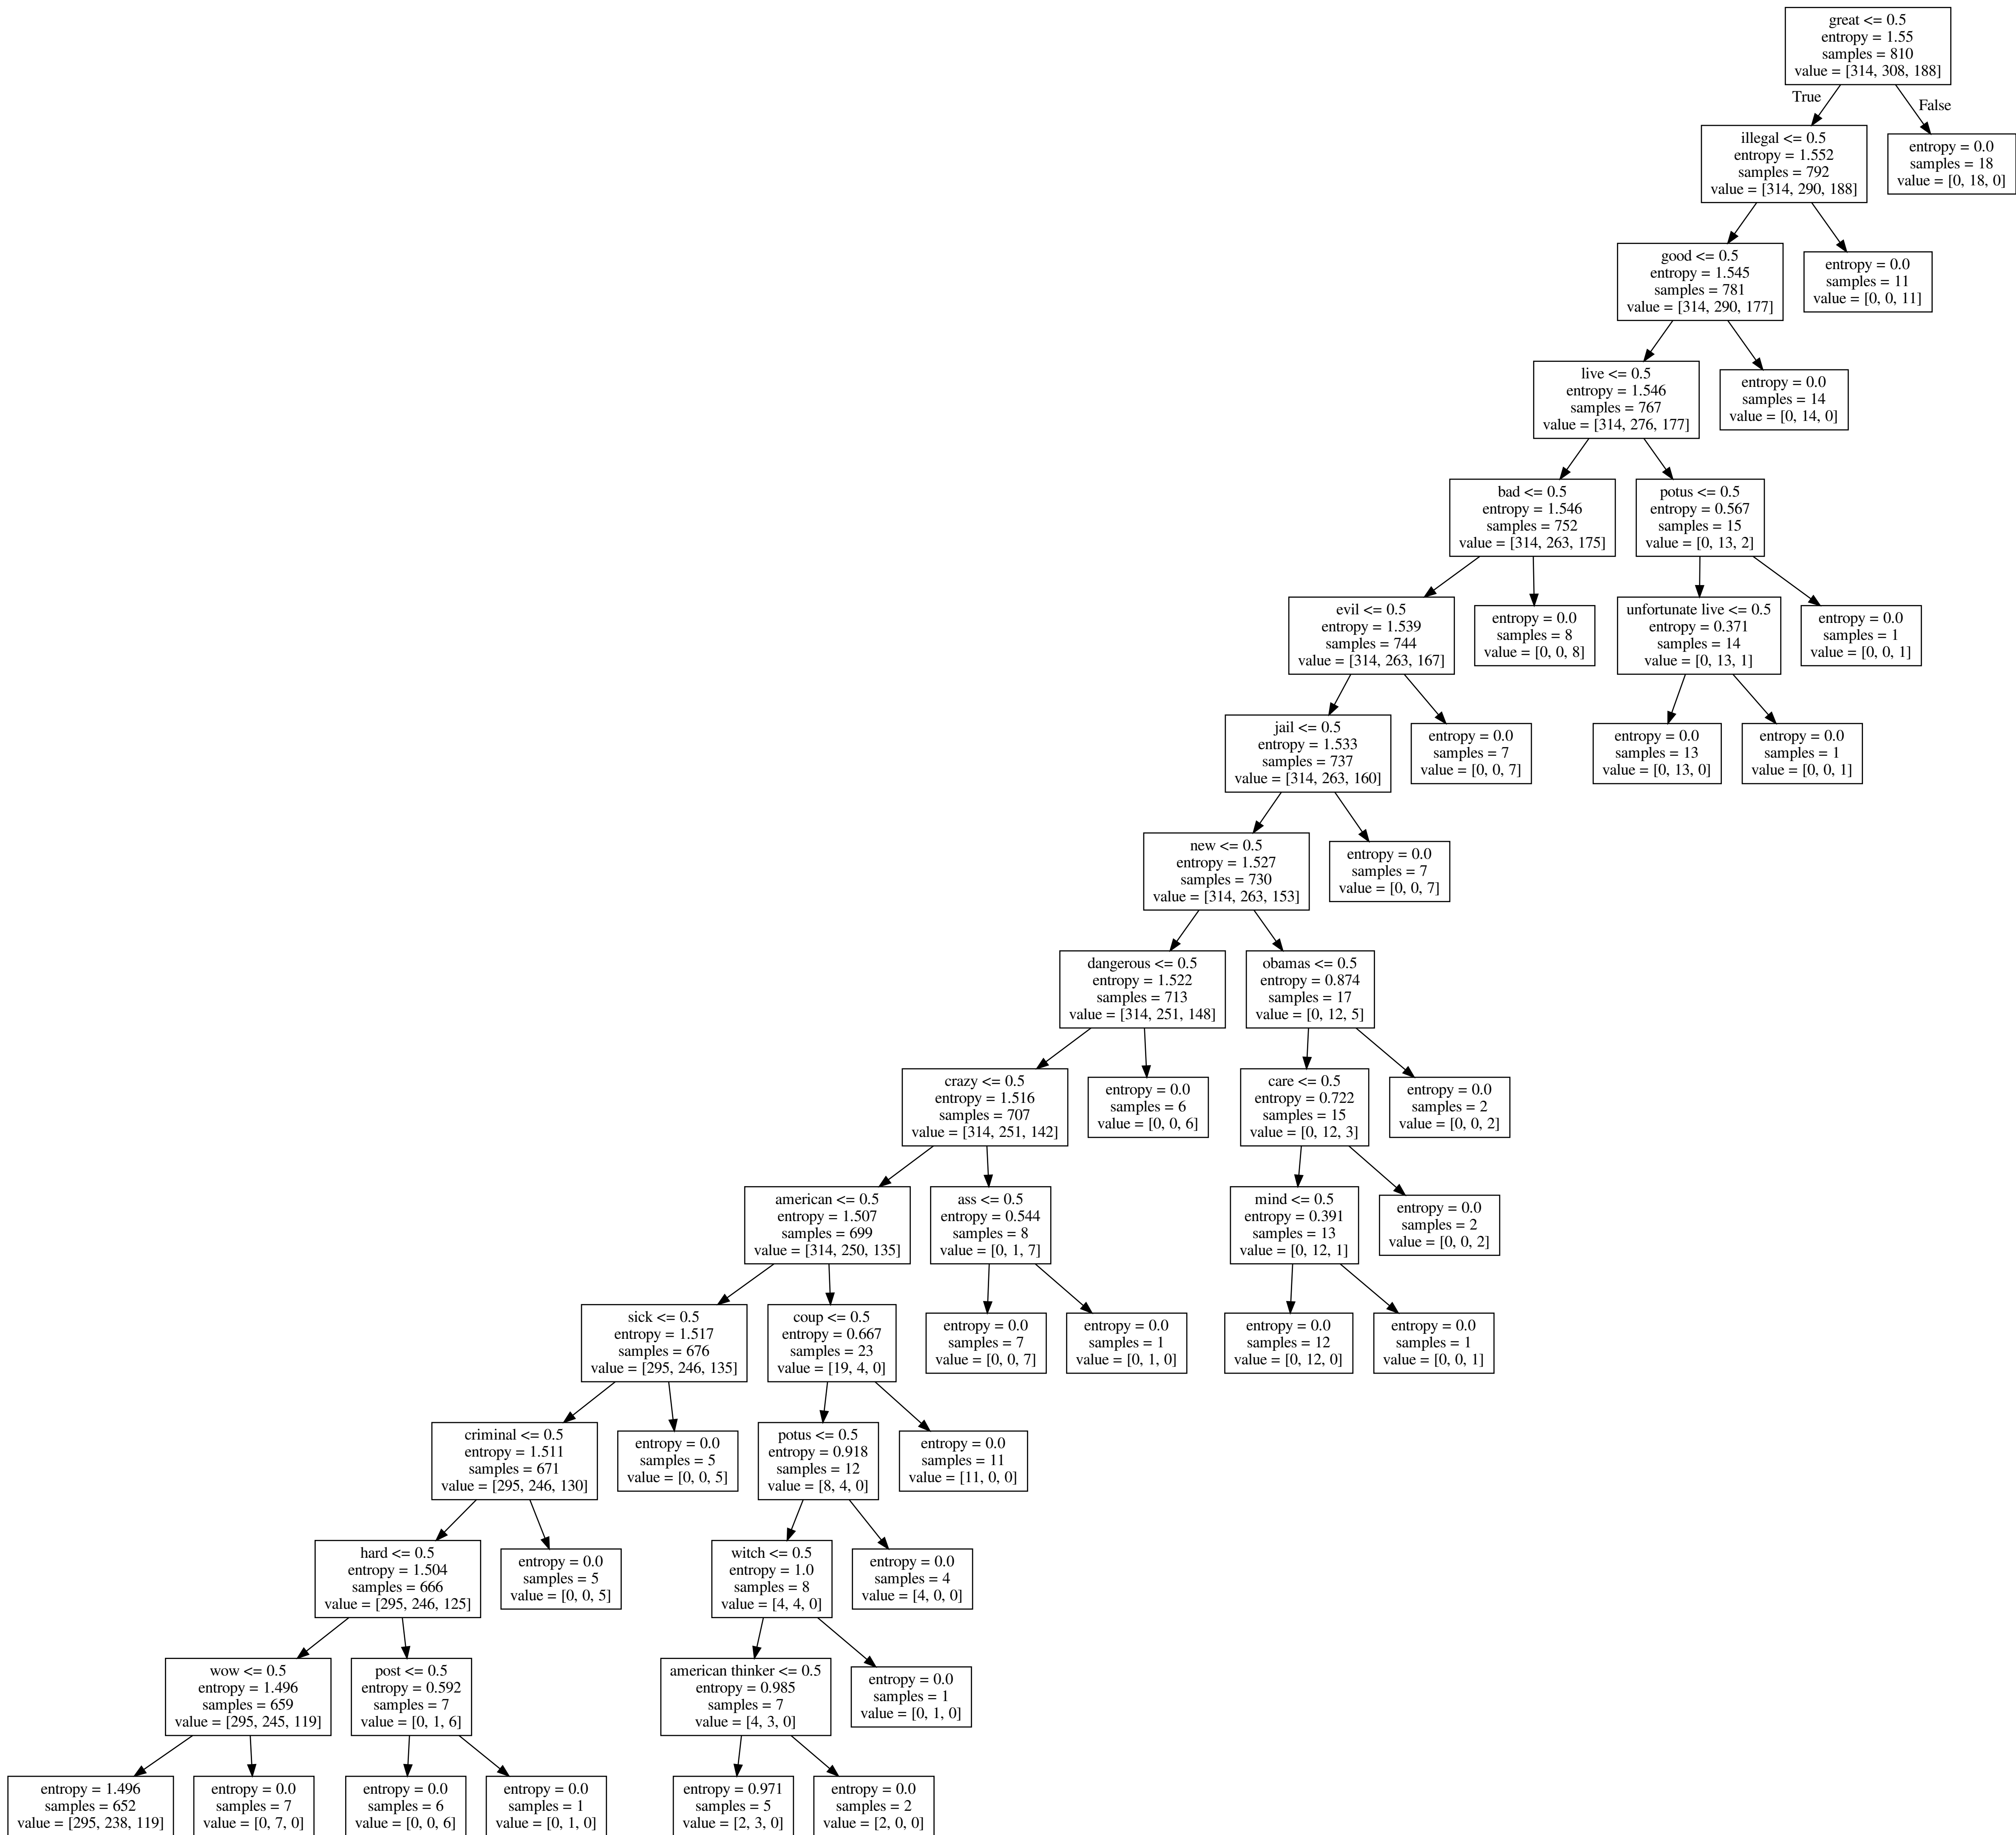 great <= 0.5
entropy = 1.55
samples = 810
value = [314, 308, 188]
True
False
illegal <= 0.5
entropy = 1.552
samples = 792
value = [314, 290, 188]
entropy = 0.0
samples = 18
value = [0, 18, 0]
good <= 0.5
entropy = 1.545
samples = 781
value = [314, 290, 177]
entropy = 0.0
samples = 11
value = [0, 0, 11]
live <= 0.5
entropy = 1.546
samples = 767
value = [314, 276, 177]
entropy = 0.0
samples = 14
value = [0, 14, 0]
bad <= 0.5
entropy = 1.546
samples = 752
value = [314, 263, 175]
potus <= 0.5
entropy = 0.567
samples = 15
value = [0, 13, 2]
evil <= 0.5
entropy = 1.539
samples = 744
value = [314, 263, 167]
entropy = 0.0
samples = 8
value = [0, 0, 8]
unfortunate live <= 0.5
entropy = 0.371
samples = 14
value = [0, 13, 1]
entropy = 0.0
samples = 1
value = [0, 0, 1]
jail <= 0.5
entropy = 1.533
samples = 737
value = [314, 263, 160]
entropy = 0.0
samples = 7
value = [0, 0, 7]
entropy = 0.0
samples = 13
value = [0, 13, 0]
entropy = 0.0
samples = 1
value = [0, 0, 1]
new <= 0.5
entropy = 1.527
samples = 730
value = [314, 263, 153]
entropy = 0.0
samples = 7
value = [0, 0, 7]
dangerous <= 0.5
entropy = 1.522
samples = 713
value = [314, 251, 148]
obamas <= 0.5
entropy = 0.874
samples = 17
value = [0, 12, 5]
crazy <= 0.5
entropy = 1.516
samples = 707
value = [314, 251, 142]
entropy = 0.0
samples = 6
value = [0, 0, 6]
care <= 0.5
entropy = 0.722
samples = 15
value = [0, 12, 3]
entropy = 0.0
samples = 2
value = [0, 0, 2]
american <= 0.5
entropy = 1.507
samples = 699
value = [314, 250, 135]
ass <= 0.5
entropy = 0.544
samples = 8
value = [0, 1, 7]
mind <= 0.5
entropy = 0.391
samples = 13
value = [0, 12, 1]
entropy = 0.0
samples = 2
value = [0, 0, 2]
sick <= 0.5
entropy = 1.517
samples = 676
value = [295, 246, 135]
coup <= 0.5
entropy = 0.667
samples = 23
value = [19, 4, 0]
entropy = 0.0
samples = 7
value = [0, 0, 7]
entropy = 0.0
samples = 1
value = [0, 1, 0]
entropy = 0.0
samples = 12
value = [0, 12, 0]
entropy = 0.0
samples = 1
value = [0, 0, 1]
criminal <= 0.5
entropy = 1.511
samples = 671
value = [295, 246, 130]
entropy = 0.0
samples = 5
value = [0, 0, 5]
potus <= 0.5
entropy = 0.918
samples = 12
value = [8, 4, 0]
entropy = 0.0
samples = 11
value = [11, 0, 0]
hard <= 0.5
entropy = 1.504
samples = 666
value = [295, 246, 125]
entropy = 0.0
samples = 5
value = [0, 0, 5]
witch <= 0.5
entropy = 1.0
samples = 8
value = [4, 4, 0]
entropy = 0.0
samples = 4
value = [4, 0, 0]
wow <= 0.5
entropy = 1.496
samples = 659
value = [295, 245, 119]
post <= 0.5
entropy = 0.592
samples = 7
value = [0, 1, 6]
american thinker <= 0.5
entropy = 0.985
samples = 7
value = [4, 3, 0]
entropy = 0.0
samples = 1
value = [0, 1, 0]
entropy = 1.496
samples = 652
value = [295, 238, 119]
entropy = 0.0
samples = 7
value = [0, 7, 0]
entropy = 0.0
samples = 6
value = [0, 0, 6]
entropy = 0.0
samples = 1
value = [0, 1, 0]
entropy = 0.971
samples = 5
value = [2, 3, 0]
entropy = 0.0
samples = 2
value = [2, 0, 0]